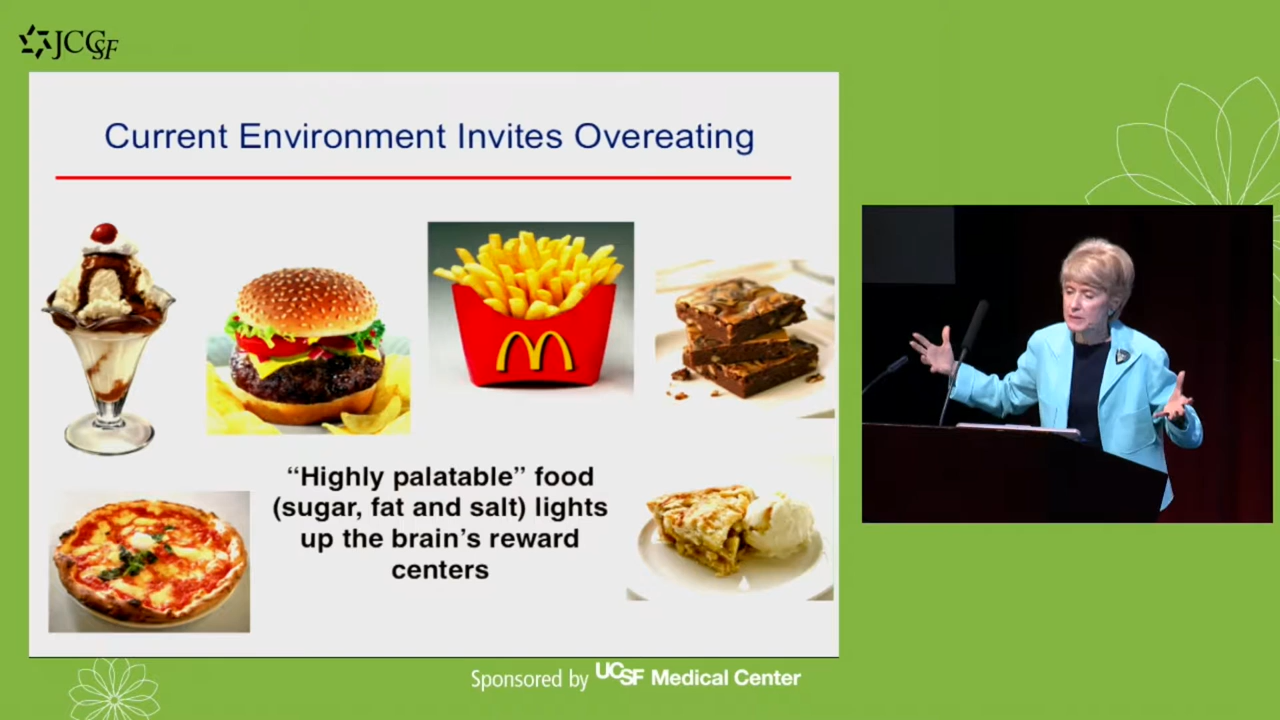 JCCSF
Current Environment Invites Overeating
“Highly palatable” food
(sugar, fat and salt) lights
up the brain’s reward
centers
Sponsored by UCSF Medical Center